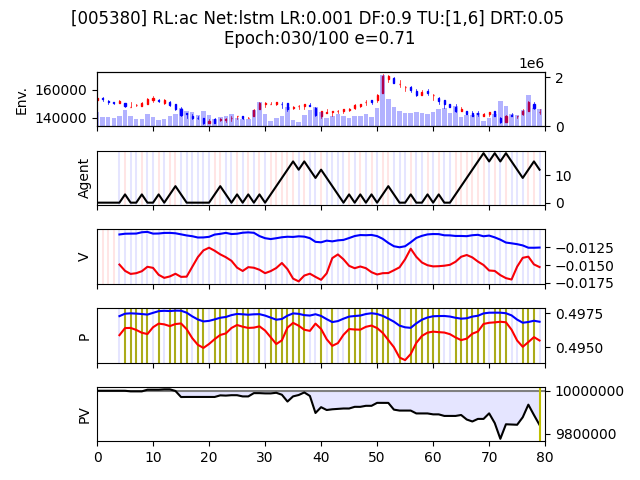 [005380] RL:ac Net:lstm LR:0.001 DF:0.9 TU:[1,6] DRT:0.05
Epoch:030/100 e=0.71
1e6
Env.
160000
140000
2
0
Agent
10
0
V
−0.0125
−0.0150
−0.0175
P
0.4975
0.4950
PV
10000000
9800000
0 10 20 30 40 50 60 70 80